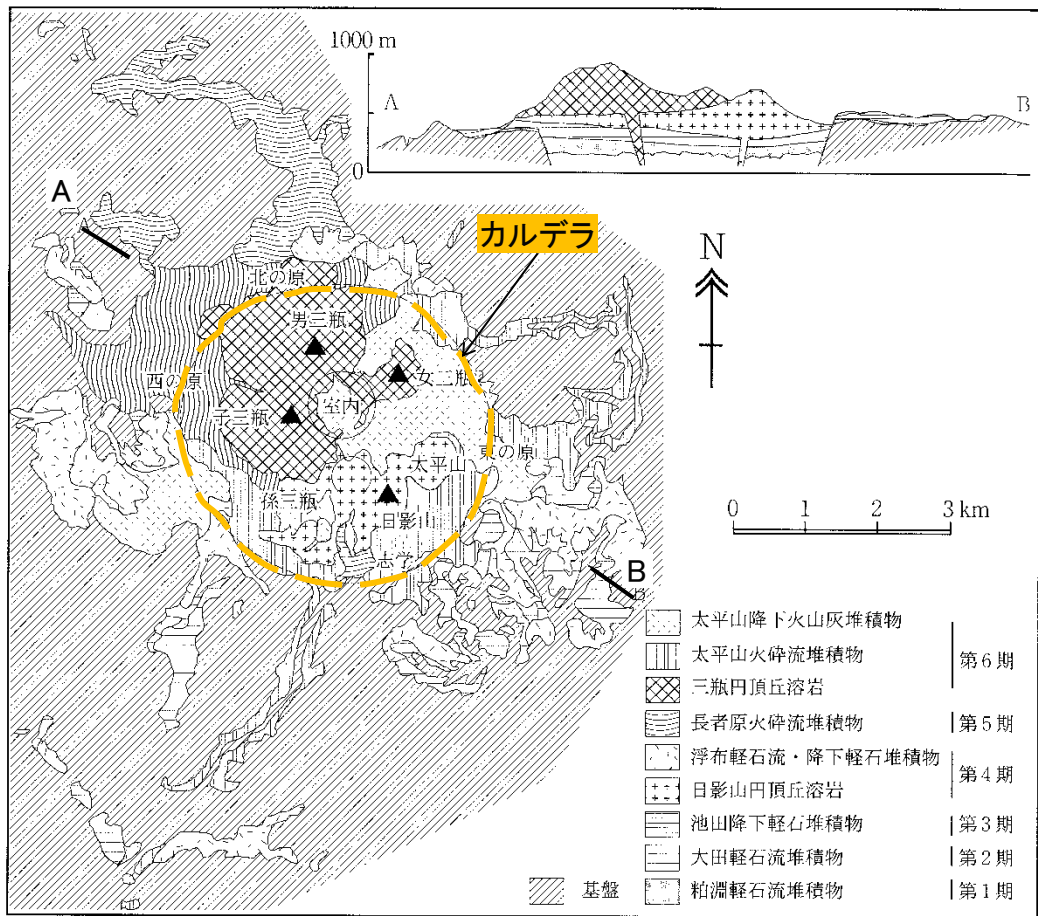 1000 m
A
B
0
A
カルデラ
N
北の原
男三瓶
女三瓶
西の原
室内
子三瓶
東の原
太平山
孫三瓶
日影山
志学
0 1 2 3 km
B
B
太平山降下火山灰堆積物
太平山火砕流堆積物
第6期
三瓶円頂丘溶岩
長者原火砕流堆積物 第5期
浮布軽石流・降下軽石堆積物
第4期
日影山円頂丘溶岩
池田降下軽石堆積物 第3期
大田軽石流堆積物 第2期
基盤 粕淵軽石流堆積物 第1期